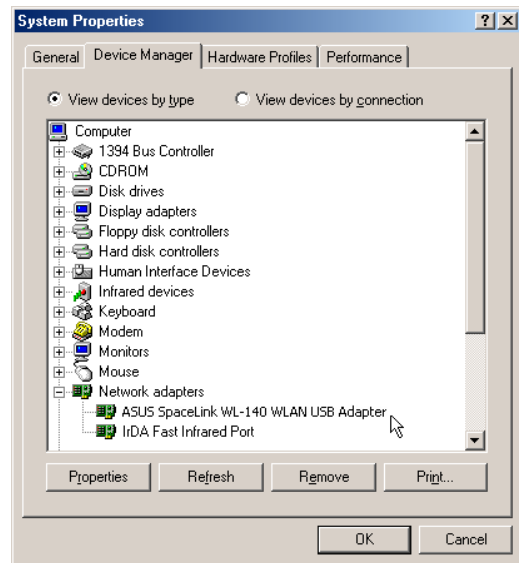 System Properties
General Device Manager Hardware Profiles Performance
View devices by type View devices by connection
Computer
1394 Bus Controller
CDROM
Disk drives
Display adapters
Floppy disk controllers
Hard disk controllers
Human Interface Devices
Infrared devices
Keyboard
Modem
Monitors
Mouse
Network adapters
ASUS SpaceLink WL-140 WLAN USB Adapter
IrDA Fast Infrared Port
Properties Refresh Remove Print...
OK Cancel